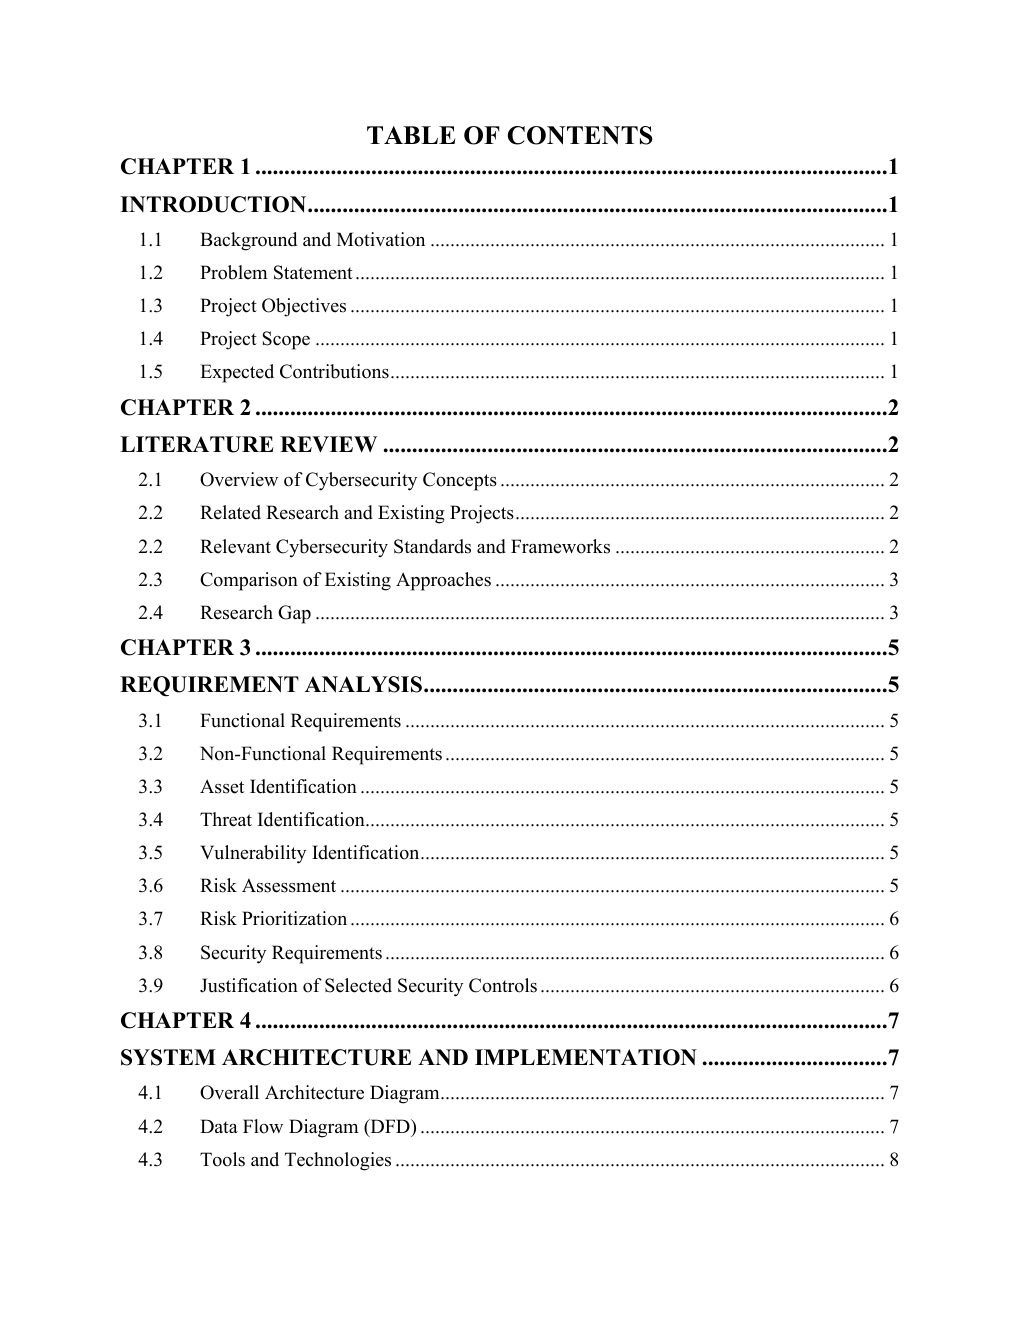 TABLE OF CONTENTS
CHAPTER 1 ........................................................................................................1
INTRODUCTION........................................................................................................1
1.1 Background and Motivation ........................................................................................ 1
1.2 Problem Statement ........................................................................................ 1
1.3 Project Objectives ........................................................................................ 1
1.4 Project Scope ........................................................................................ 1
1.5 Expected Contributions........................................................................................ 1
CHAPTER 2 ........................................................................................................2
LITERATURE REVIEW ........................................................................................2
2.1 Overview of Cybersecurity Concepts ........................................................................ 2
2.2 Related Research and Existing Projects........................................................................ 2
2.2 Relevant Cybersecurity Standards and Frameworks ...................................................... 2
2.3 Comparison of Existing Approaches ........................................................................ 3
2.4 Research Gap ........................................................................................ 3
CHAPTER 3 ........................................................................................................5
REQUIREMENT ANALYSIS................................................................................5
3.1 Functional Requirements ........................................................................................ 5
3.2 Non-Functional Requirements ........................................................................................ 5
3.3 Asset Identification ........................................................................................ 5
3.4 Threat Identification........................................................................................ 5
3.5 Vulnerability Identification........................................................................................ 5
3.6 Risk Assessment ........................................................................................ 5
3.7 Risk Prioritization ........................................................................................ 6
3.8 Security Requirements ........................................................................................ 6
3.9 Justification of Selected Security Controls ..................................................................... 6
CHAPTER 4 ........................................................................................................7
SYSTEM ARCHITECTURE AND IMPLEMENTATION ................................7
4.1 Overall Architecture Diagram........................................................................................ 7
4.2 Data Flow Diagram (DFD) ........................................................................................ 7
4.3 Tools and Technologies ........................................................................................ 8